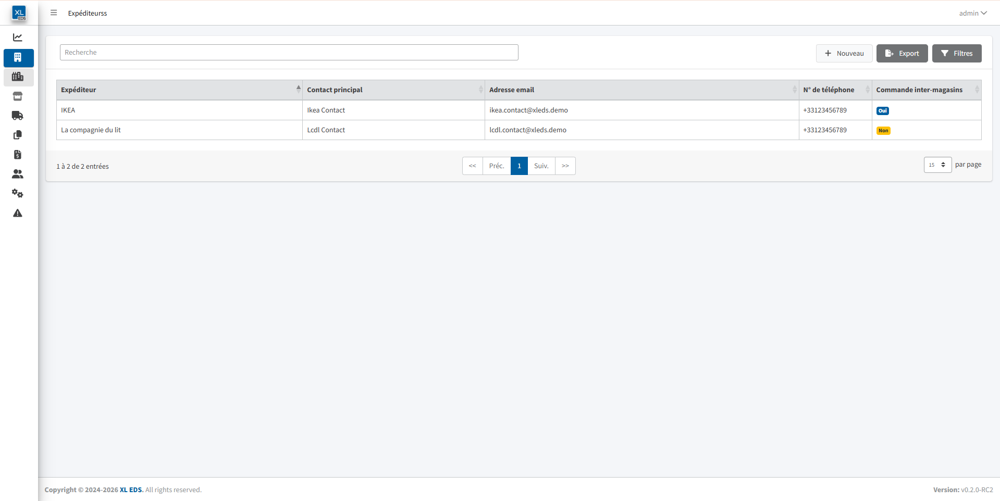 XL
EDS
Expéditeurss
admin
Recherche
Nouveau
Export
Filtres
Expéditeur Contact principal Adresse email N° de téléphone Commande inter-magasins
IKEA Ikea Contact ikea.contact@xleds.demo +33123456789 Oui
La compagnie du lit Lcdl Contact lcdl.contact@xleds.demo +33123456789 Non
1 à 2 de 2 entrées
<< Préc. 1 Suiv. >>
15 par page
Copyright © 2024-2026 XL EDS. All rights reserved.
Version: v0.2.0-RC2